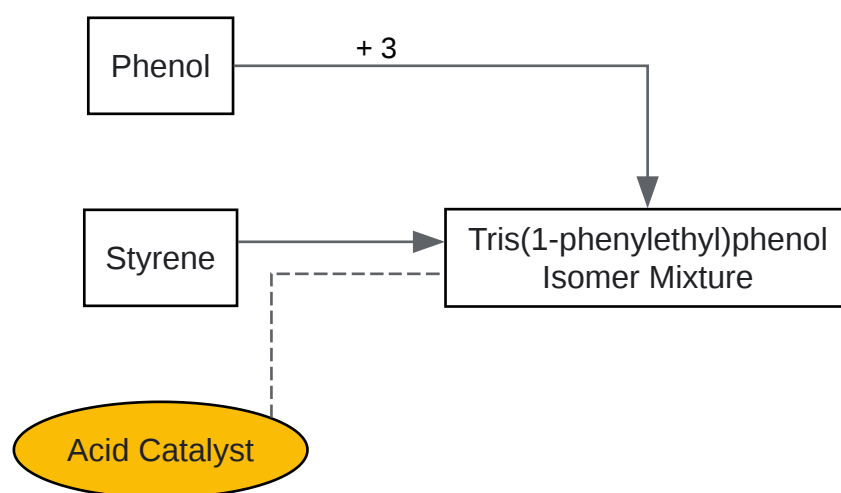 + 3
Phenol
Styrene
Tris(1-phenylethyl)phenol
Isomer Mixture
Acid Catalyst